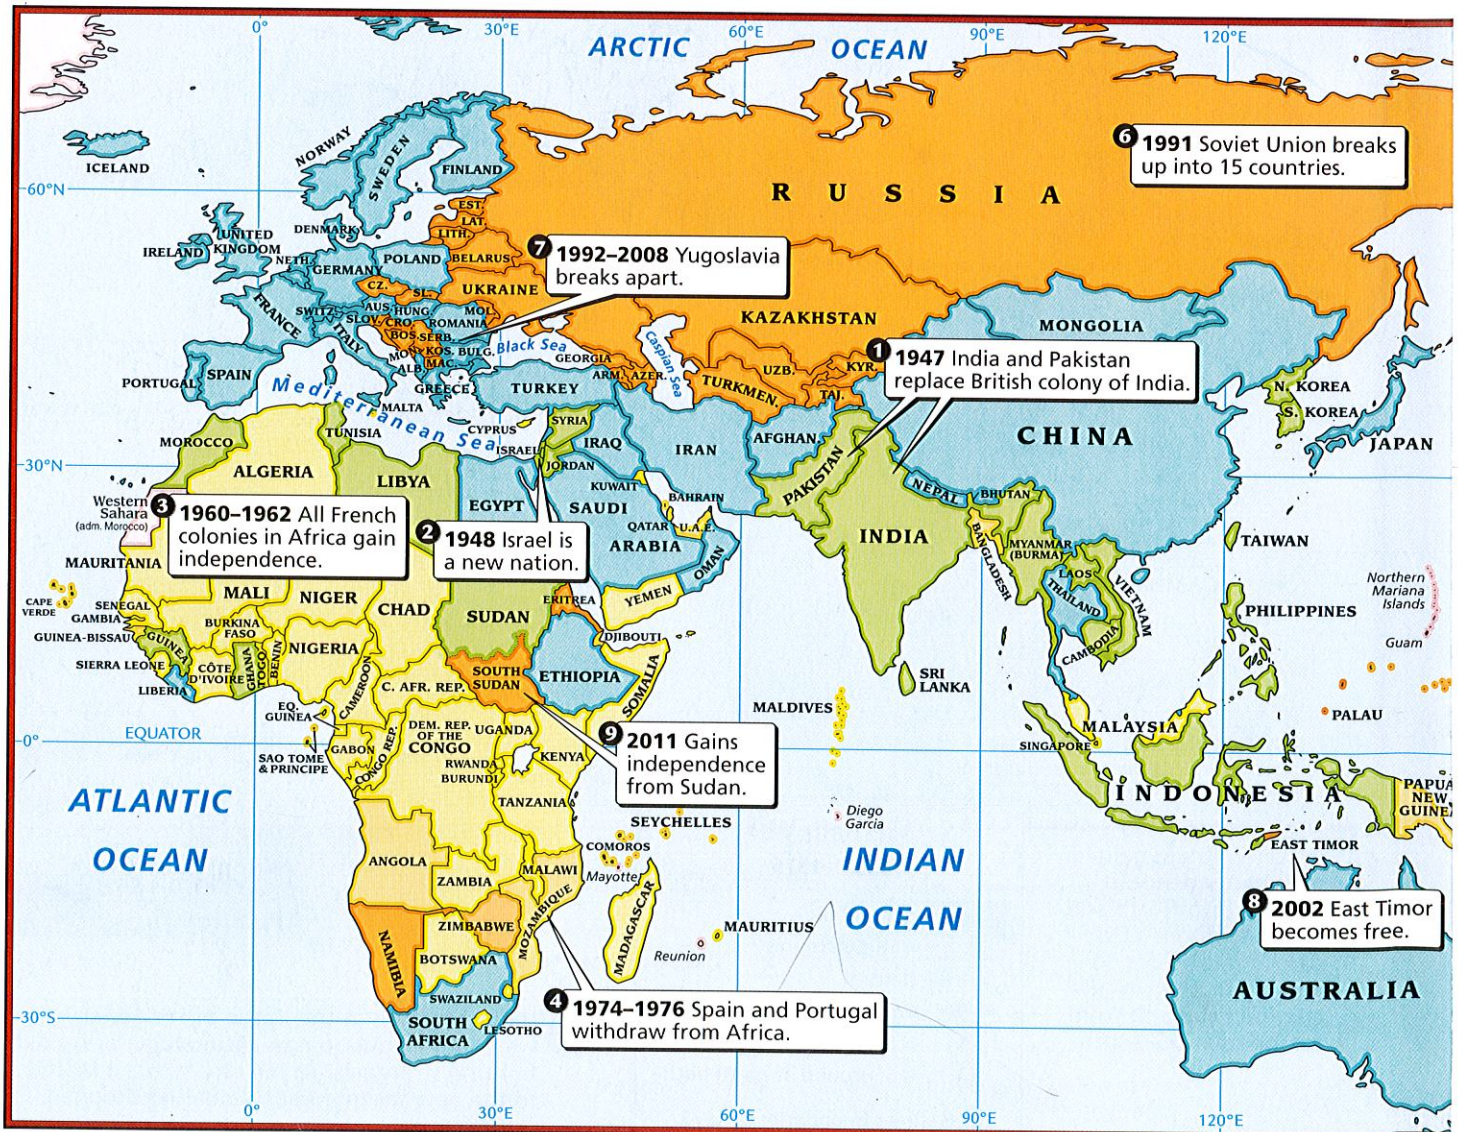 0°
30°E
60°E
90°E
120°E
ARCTIC OCEAN
ICELAND
NORWAY
SWEDEN
FINLAND
6 1991 Soviet Union breaks
up into 15 countries.
60°N
RUSSIA
EST.
LAT.
LITH.
DENMARK
UNITED
KINGDOM
IRELAND
NETH.
GERMANY
POLAND
BELARUS
7 1992–2008 Yugoslavia
breaks apart.
CZ.
SL.
UKRAINE
FRANCE
SWITZ.
AUS
HUNG.
MOL.
SLOV.
CRO.
ROMANIA
BOS.
SERB.
ITALY
MON.
KOS.
BULG.
ALB.
MAC.
Black Sea
GEORGIA
Caspian Sea
KAZAKHSTAN
MONGOLIA
PORTUGAL
SPAIN
Mediterranean Sea
GREECE
TURKEY
ARM.
AZER.
TURKMEN.
UZB.
KYR.
TAJ.
1 1947 India and Pakistan
replace British colony of India.
N. KOREA
S. KOREA
JAPAN
MALTA
CYPRUS
SYRIA
ISRAEL
IRAQ
IRAN
AFGHAN.
CHINA
30°N
MOROCCO
TUNISIA
ALGERIA
LIBYA
EGYPT
JORDAN
KUWAIT
SAUDI
ARABIA
BAHRAIN
QATAR
U.A.E.
OMAN
PAKISTAN
NEPAL
BHUTAN
INDIA
BANGLADESH
MYANMAR
(BURMA)
LAOS
THAILAND
VIETNAM
CAMBODIA
TAIWAN
Western
Sahara
(adm. Morocco)
3 1960–1962 All French
colonies in Africa gain
independence.
2 1948 Israel is
a new nation.
MAURITANIA
MALI
NIGER
CHAD
SUDAN
ERITREA
YEMEN
CAPE
VERDE
SENEGAL
GAMBIA
GUINEA-BISSAU
GUINEA
SIERRA LEONE
LIBERIA
BURKINA
FASO
CÔTE
D'IVOIRE
GHANA
TOGO
BENIN
NIGERIA
CAMEROON
C. AFR. REP.
SOUTH
SUDAN
ETHIOPIA
DJIBOUTI
SOMALIA
PHILIPPINES
Northern
Mariana
Islands
Guam
SRI
LANKA
MALDIVES
MALAYSIA
SINGAPORE
PALAU
EQ.
GUINEA
0°
EQUATOR
SAO TOME
& PRINCIPE
GABON
CONGO REP.
DEM. REP.
OF THE
CONGO
UGANDA
KENYA
RWANDA
BURUNDI
TANZANIA
9 2011 Gains
independence
from Sudan.
INDONESIA
PAPUA
NEW
GUINEA
ATLANTIC
OCEAN
SEYCHELLES
Diego
Garcia
COMOROS
Mayotte
INDIAN
OCEAN
EAST TIMOR
8 2002 East Timor
becomes free.
ANGOLA
ZAMBIA
MALAWI
MOZAMBIQUE
ZIMBABWE
NAMIBIA
BOTSWANA
MADAGASCAR
MAURITIUS
Reunion
SWAZILAND
SOUTH
AFRICA
LESOTHO
4 1974–1976 Spain and Portugal
withdraw from Africa.
AUSTRALIA
30°S
0°
30°E
60°E
90°E
120°E